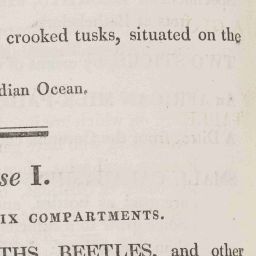 crooked tusks, situated on the
dian Ocean.
se I.
IX COMPARTMENTS.
THS, BEETLES, and other